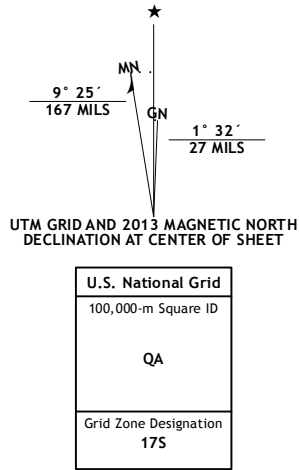 MN
9° 25´
167 MILS
GN
1° 32´
27 MILS
UTM GRID AND 2013 MAGNETIC NORTH
DECLINATION AT CENTER OF SHEET
U.S. National Grid
100,000-m Square ID
QA
Grid Zone Designation
17S